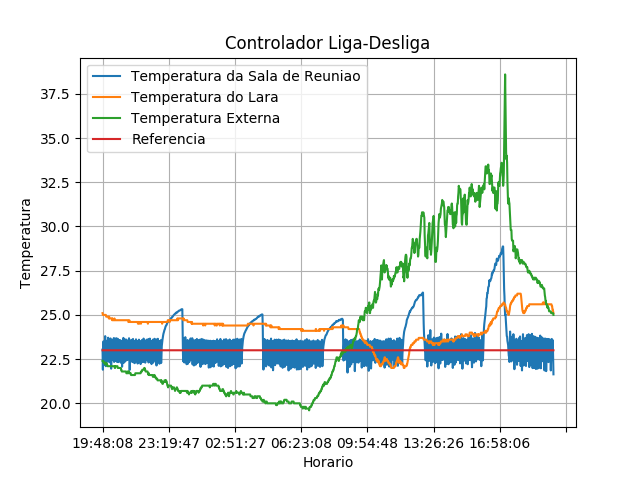 Controlador Liga-Desliga
Temperatura da Sala de Reuniao
Temperatura do Lara
Temperatura Externa
Referencia
Temperatura
37.5
35.0
32.5
30.0
27.5
25.0
22.5
20.0
19:48:08 23:19:47 02:51:27 06:23:08 09:54:48 13:26:26 16:58:06
Horario